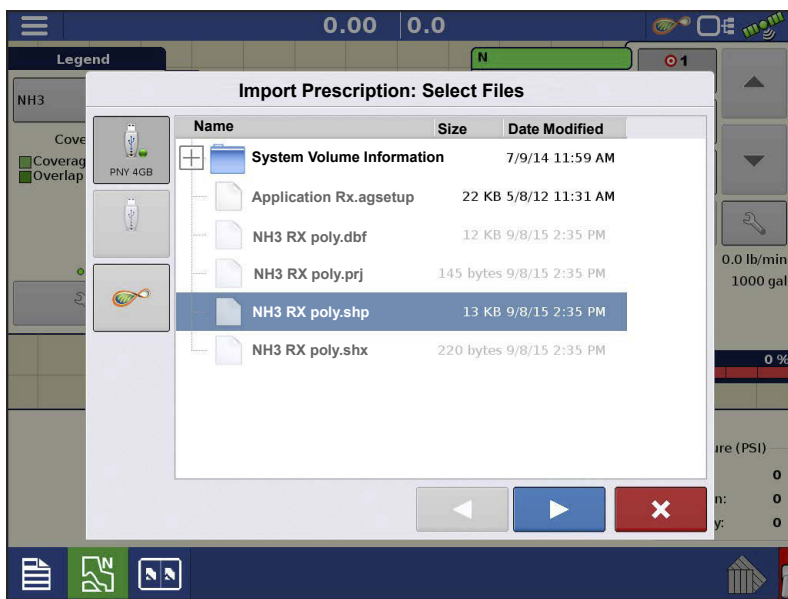 0.00 0.0
Legend
N
1
NH3
Import Prescription: Select Files
Name Size Date Modified
System Volume Information 7/9/14 11:59 AM
Application Rx.agsetup 22 KB 5/8/12 11:31 AM
NH3 RX poly.dbf 12 KB 9/8/15 2:35 PM
NH3 RX poly.prj 145 bytes 9/8/15 2:35 PM
NH3 RX poly.shp 13 KB 9/8/15 2:35 PM
NH3 RX poly.shx 220 bytes 9/8/15 2:35 PM
PNY 4GB
Cove
Coverag
Overlap
0.0 lb/min
1000 gal
0 %
ure (PSI)
0
n: 0
y: 0
N